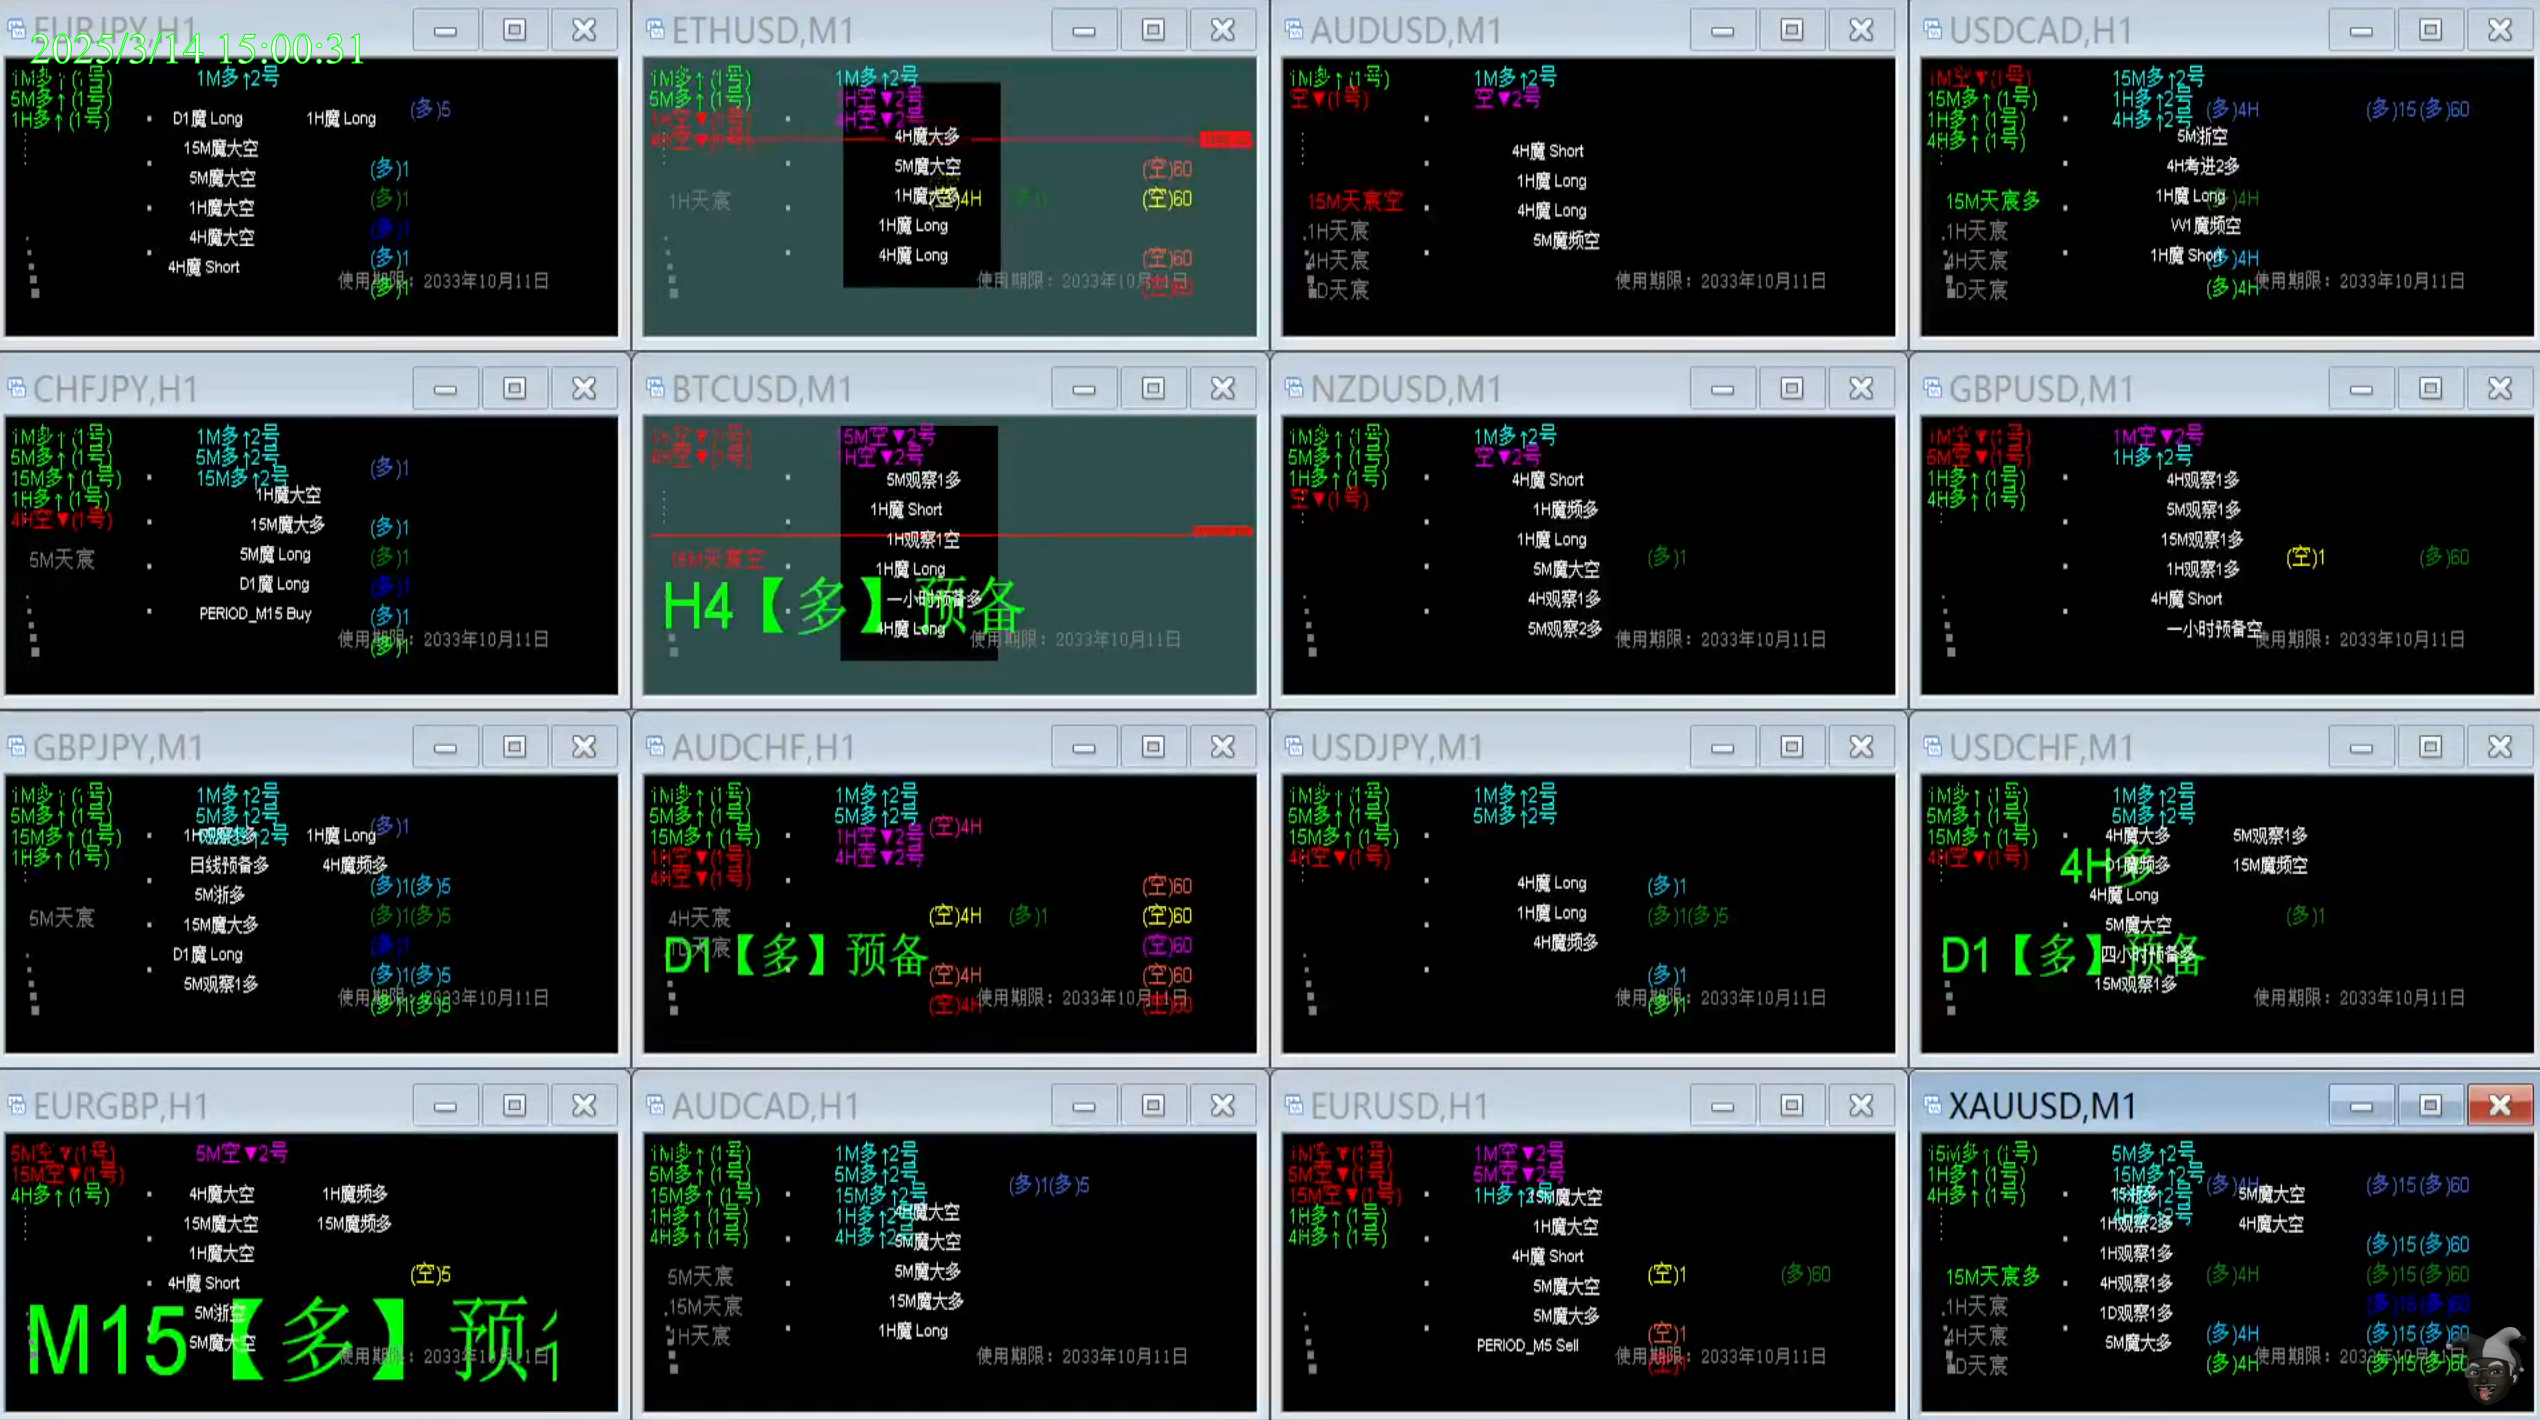 EURJPY,H1
2025/3/14 15:00:31
1M多↑(1号) 1M多↑2号
5M多↑(1号) (多)5
1H多↑(1号) D1魔 Long 1H魔 Long
15M魔大空
5M魔大空 (多)1
1H魔大空 (多)1
4H魔大空 (多)1
4H魔 Short (多)1
使用期限：2033年10月11日
(多)1
ETHUSD,M1
1M多↑(1号) 1M多↑2号
5M多↑(1号) 1H空▼2号
1H空▼(1号) 4H空▼2号
4H空▼(1号) 4H魔大多
5M魔大空 (空)60
1H天宸 1H魔大多 (空)4H (空)60
1H魔 Long
4H魔 Long (空)60
使用期限：2033年10月11日
AUDUSD,M1
1M多↑(1号) 1M多↑2号
空▼(1号) 空▼2号
4H魔 Short
1H魔 Long
15M天宸空 4H魔 Long
1H天宸 5M魔频空
4H天宸
D天宸 使用期限：2033年10月11日
USDCAD,H1
1M空▼(1号) 15M多↑2号
15M多↑(1号) 1H多↑2号 (多)4H (多)15(多)60
1H多↑(1号) 4H多↑2号
4H多↑(1号) 5M浙空
4H考进2多
15M天宸多 1H魔 Long (多)4H
1H天宸 W1魔频空
4H天宸 1H魔 Short (多)4H
D天宸 (多)4H 使用期限：2033年10月11日
CHFJPY,H1
1M多↑(1号) 1M多↑2号
5M多↑(1号) 5M多↑2号 (多)1
15M多↑(1号) 15M多↑2号
1H多↑(1号) 1H魔大空
4H空▼(1号) 15M魔大多 (多)1
5M天宸 5M魔 Long (多)1
D1魔 Long (多)1
PERIOD_M15 Buy (多)1
使用期限：2033年10月11日
(多)1
BTCUSD,M1
1M空▼(1号) 15M空▼2号
4H空▼(1号) 1H空▼2号
5M观察1多
1H魔 Short
1H观察1空
15M天宸空 1H魔 Long
H4【多】预备
一小时预备多
4H魔 Long
使用期限：2033年10月11日
NZDUSD,M1
1M多↑(1号) 1M多↑2号
5M多↑(1号) 空▼2号
1H多↑(1号) 4H魔 Short
空▼(1号) 1H魔频多
1H魔 Long (多)1
5M魔大空
4H观察1多
5M观察2多
使用期限：2033年10月11日
GBPUSD,M1
1M空▼(1号) 1M空▼2号
5M空▼(1号) 1H多↑2号
1H多↑(1号) 4H观察1多
4H多↑(1号) 5M观察1多
15M观察1多 (空)1 (多)60
1H观察1多
4H魔 Short
一小时预备空
使用期限：2033年10月11日
GBPJPY,M1
1M多↑(1号) 1M多↑2号
5M多↑(1号) 5M多↑2号 (多)1
15M多↑(1号) 1H观察1多 1H魔 Long
1H多↑(1号) 日线预备多 4H魔频多
5M浙多 (多)1(多)5
5M天宸 15M魔大多 (多)1(多)5
D1魔 Long (多)1
5M观察1多 (多)1(多)5
使用期限：2033年10月11日
(多)1(多)5
AUDCHF,H1
1M多↑(1号) 1M多↑2号
5M多↑(1号) 5M多↑2号 (空)4H
15M多↑(1号) 1H空▼2号
1H空▼(1号) 4H空▼2号
4H空▼(1号) (空)60
4H天宸 (空)4H (多)1 (空)60
1D天宸 (空)60
D1【多】预备
(空)4H (空)60
(空)4H 使用期限：2033年10月11日 (空)60
USDJPY,M1
1M多↑(1号) 1M多↑2号
5M多↑(1号) 5M多↑2号
15M多↑(1号)
4H空▼(1号) 4H魔 Long (多)1
1H魔 Long (多)1(多)5
4H魔频多 (多)1
使用期限：2033年10月11日
(多)1
USDCHF,M1
1M多↑(1号) 1M多↑2号
5M多↑(1号) 5M多↑2号
15M多↑(1号) 4H魔大多 5M观察1多
4H空▼(1号) 4H多 D1魔频多 15M魔频空
4H魔 Long
5M魔大空 (多)1
D1【多】预备
四小时预备多
15M观察1多
使用期限：2033年10月11日
EURGBP,H1
5M空▼(1号) 5M空▼2号
15M空▼(1号)
4H多↑(1号) 4H魔大空 1H魔频多
15M魔大空 15M魔频多
1H魔大空
4H魔 Short (空)5
5M浙空
M15【多】预
5M魔大空
使用期限：2033年10月11日
AUDCAD,H1
1M多↑(1号) 1M多↑2号
5M多↑(1号) 5M多↑2号 (多)1(多)5
15M多↑(1号) 15M多↑2号
1H多↑(1号) 1H多↑2号 4H魔大空
4H多↑(1号) 4H多↑2号 5M魔大空
5M天宸 5M魔大多
15M天宸 15M魔大多
1H天宸 1H魔 Long
使用期限：2033年10月11日
EURUSD,H1
1M空▼(1号) 1M空▼2号
5M空▼(1号) 5M空▼2号
15M空▼(1号) 1H多↑2号 15M魔大空
1H多↑(1号) 1H魔大空
4H多↑(1号) 4H魔 Short
5M魔大空 (空)1 (多)60
5M魔大多 (空)1
PERIOD_M5 Sell
使用期限：2033年10月11日
(空)1
XAUUSD,M1
15M多↑(1号) 5M多↑2号
1H多↑(1号) 15M多↑2号 (多)4H (多)15(多)60
4H多↑(1号) 5M魔大空
4H多↑2号 1H观察2多 4H魔大空
1H观察1多 (多)15(多)60
15M天宸多 4H观察1多 (多)4H (多)15(多)60
1H天宸 1D观察1多 (多)15(多)60
4H天宸 5M魔大多 (多)4H (多)15(多)60
D天宸 (多)4H (多)15(多)60